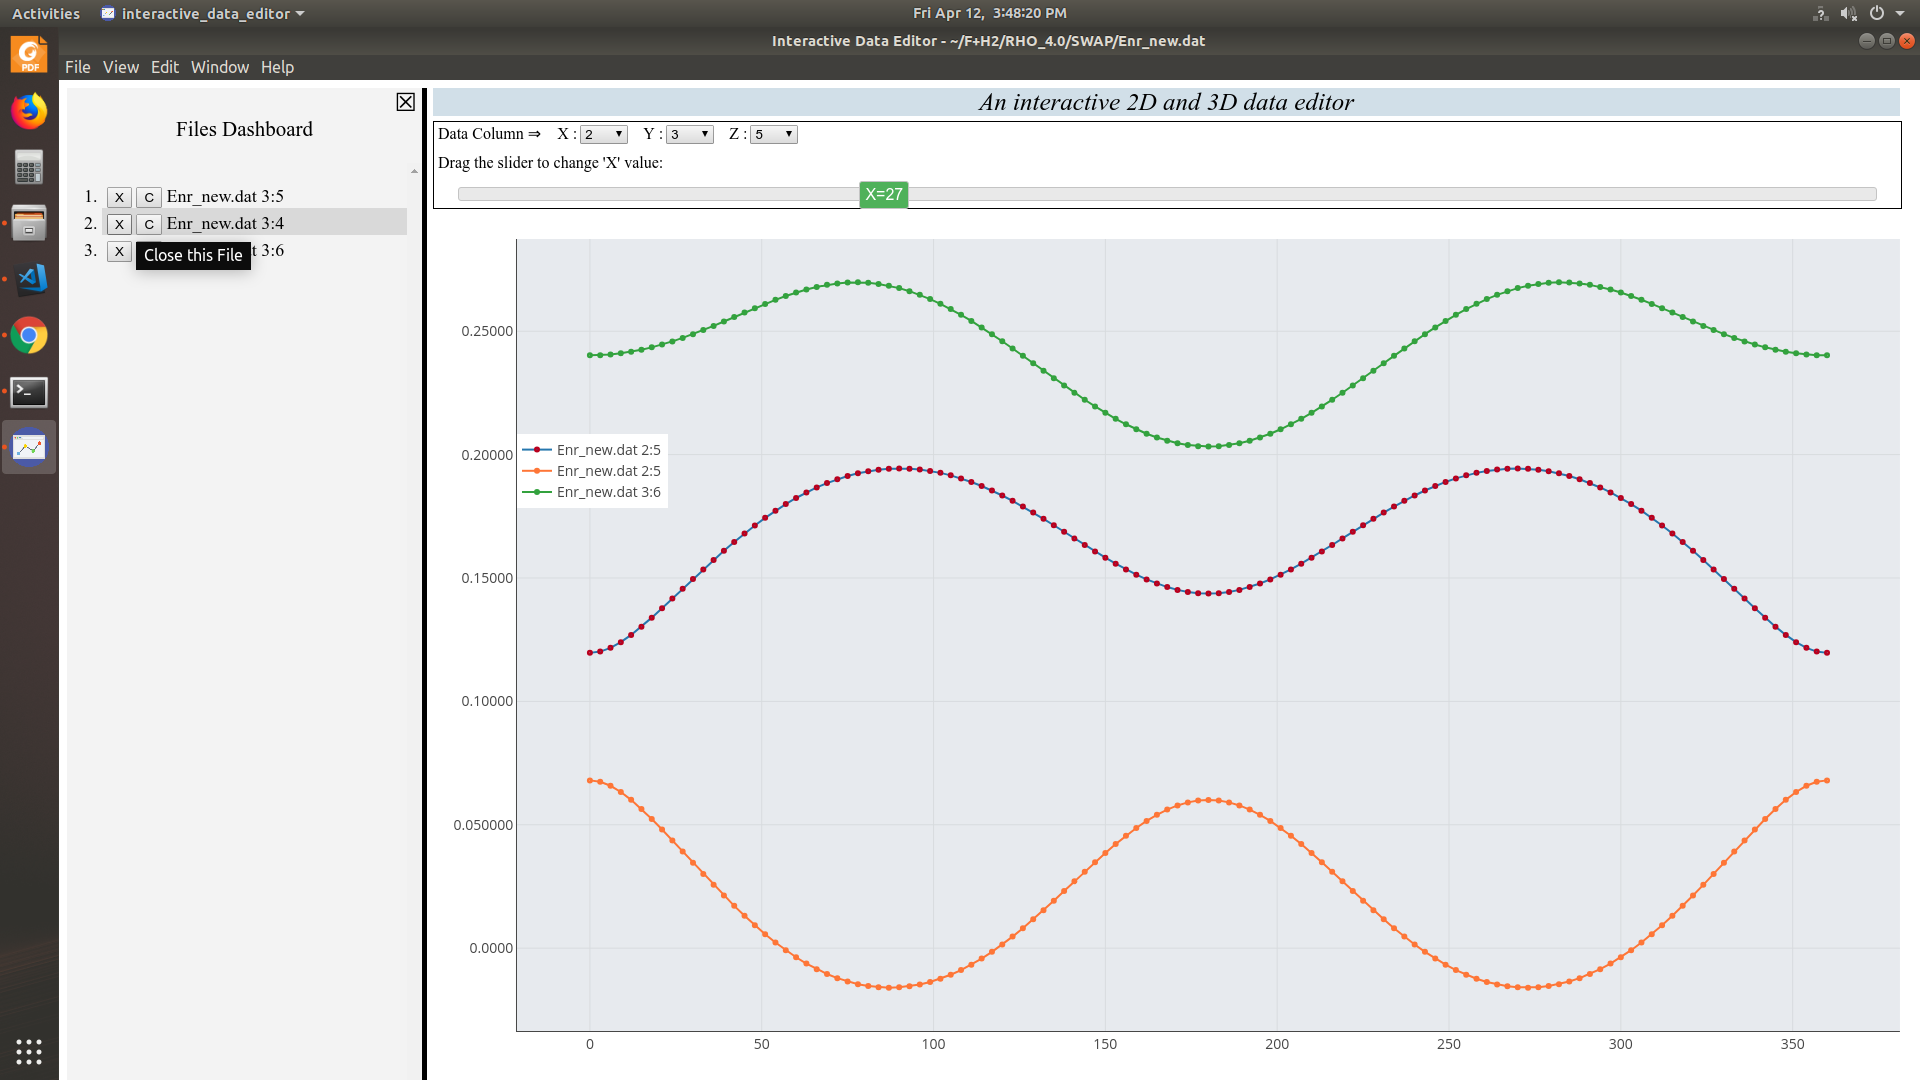 Activities interactive_data_editor Fri Apr 12, 3:48:20 PM
Interactive Data Editor - ~/F+H2/RHO_4.0/SWAP/Enr_new.dat
File View Edit Window Help
PDF
Files Dashboard
1. X C Enr_new.dat 3:5
2. X C Enr_new.dat 3:4
3. X t 3:6
Close this File
An interactive 2D and 3D data editor
Data Column ⇒ X : 2 Y : 3 Z : 5
Drag the slider to change 'X' value:
X=27
0.25000
0.20000
0.15000
0.10000
0.050000
0.0000
Enr_new.dat 2:5
Enr_new.dat 2:5
Enr_new.dat 3:6
0 50 100 150 200 250 300 350